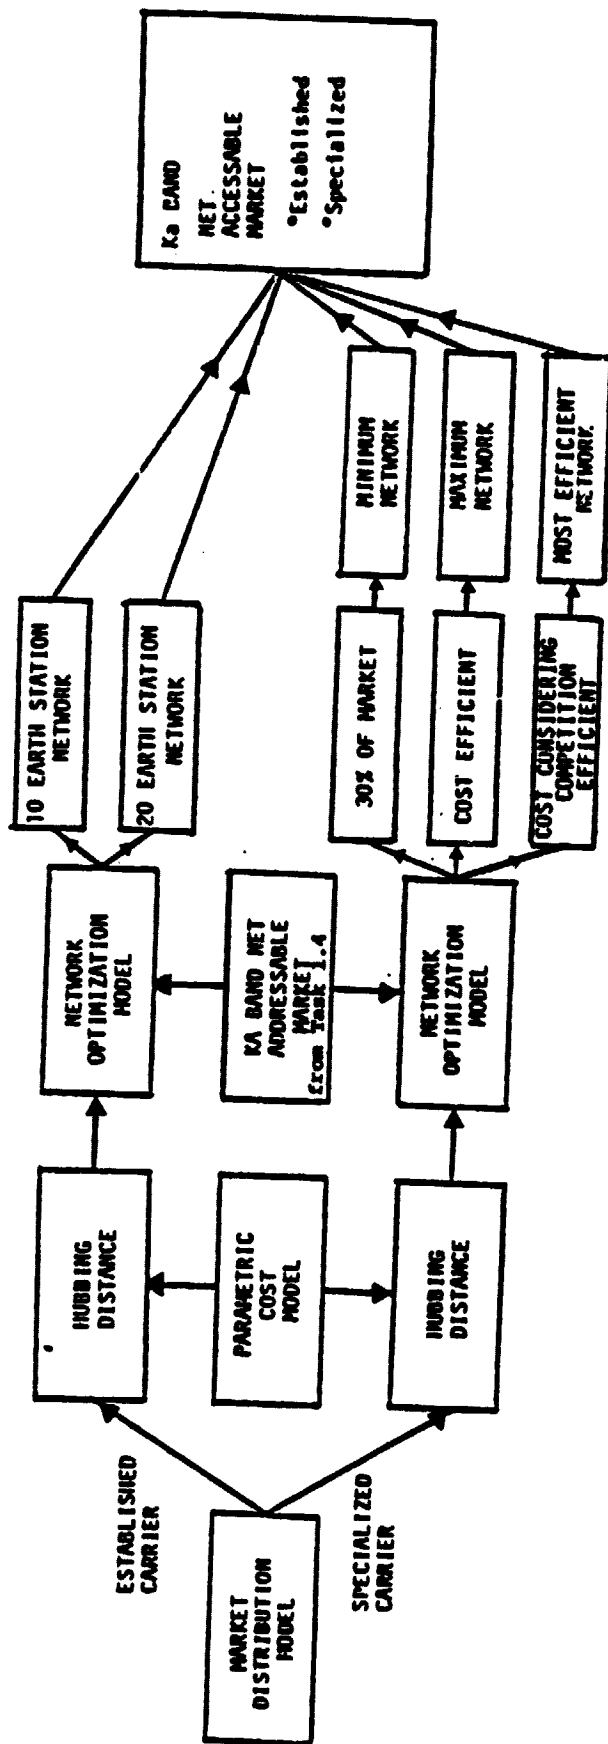 MARKET
DISTRIBUTION
MODEL
ESTABLISHED
CARRIER
SPECIALIZED
CARRIER
HUBBING
DISTANCE
PARAMETRIC
COST
MODEL
HUBBING
DISTANCE
NETWORK
OPTIMIZATION
MODEL
KA BAND NET
ADDRESSABLE
MARKET
from Task 1.4
NETWORK
OPTIMIZATION
MODEL
10 EARTH STATION
NETWORK
20 EARTH STATION
NETWORK
30% OF MARKET
COST EFFICIENT
COST CONSIDERING
COMPETITION
EFFICIENT
MINIMUM
NETWORK
MAXIMUM
NETWORK
MOST EFFICIENT
NETWORK
Ka BAND
NET
ACCESSABLE
MARKET
•Established
•Specialized